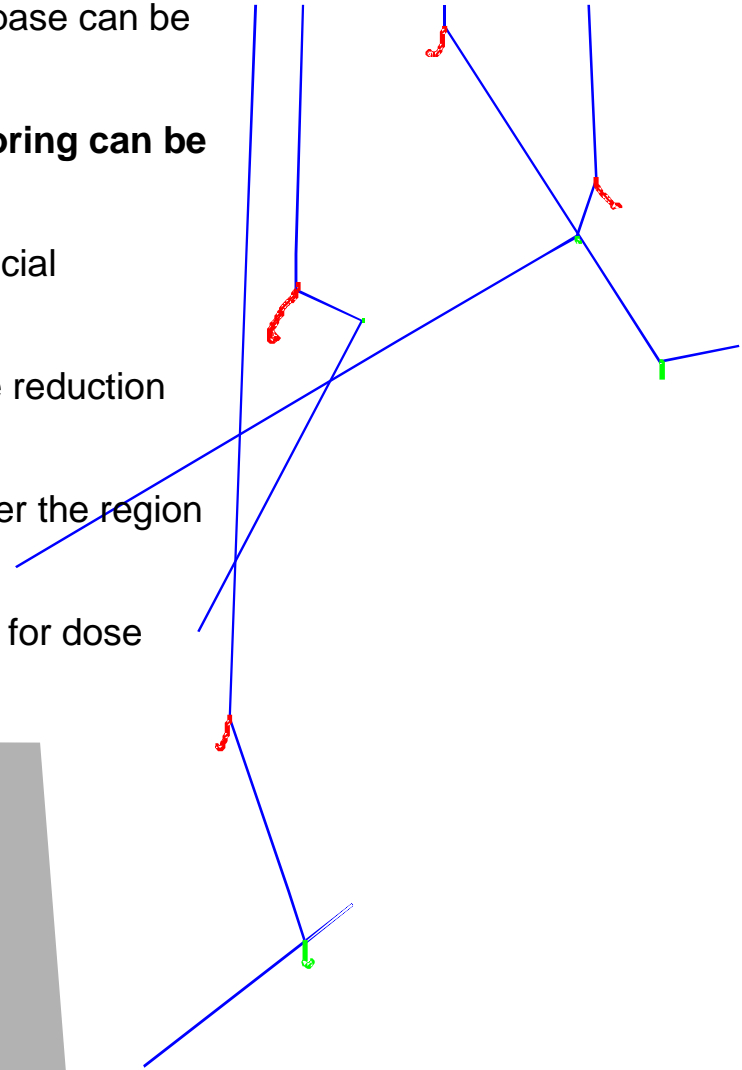 base can be
oring can be
cial
e reduction
er the region
for dose